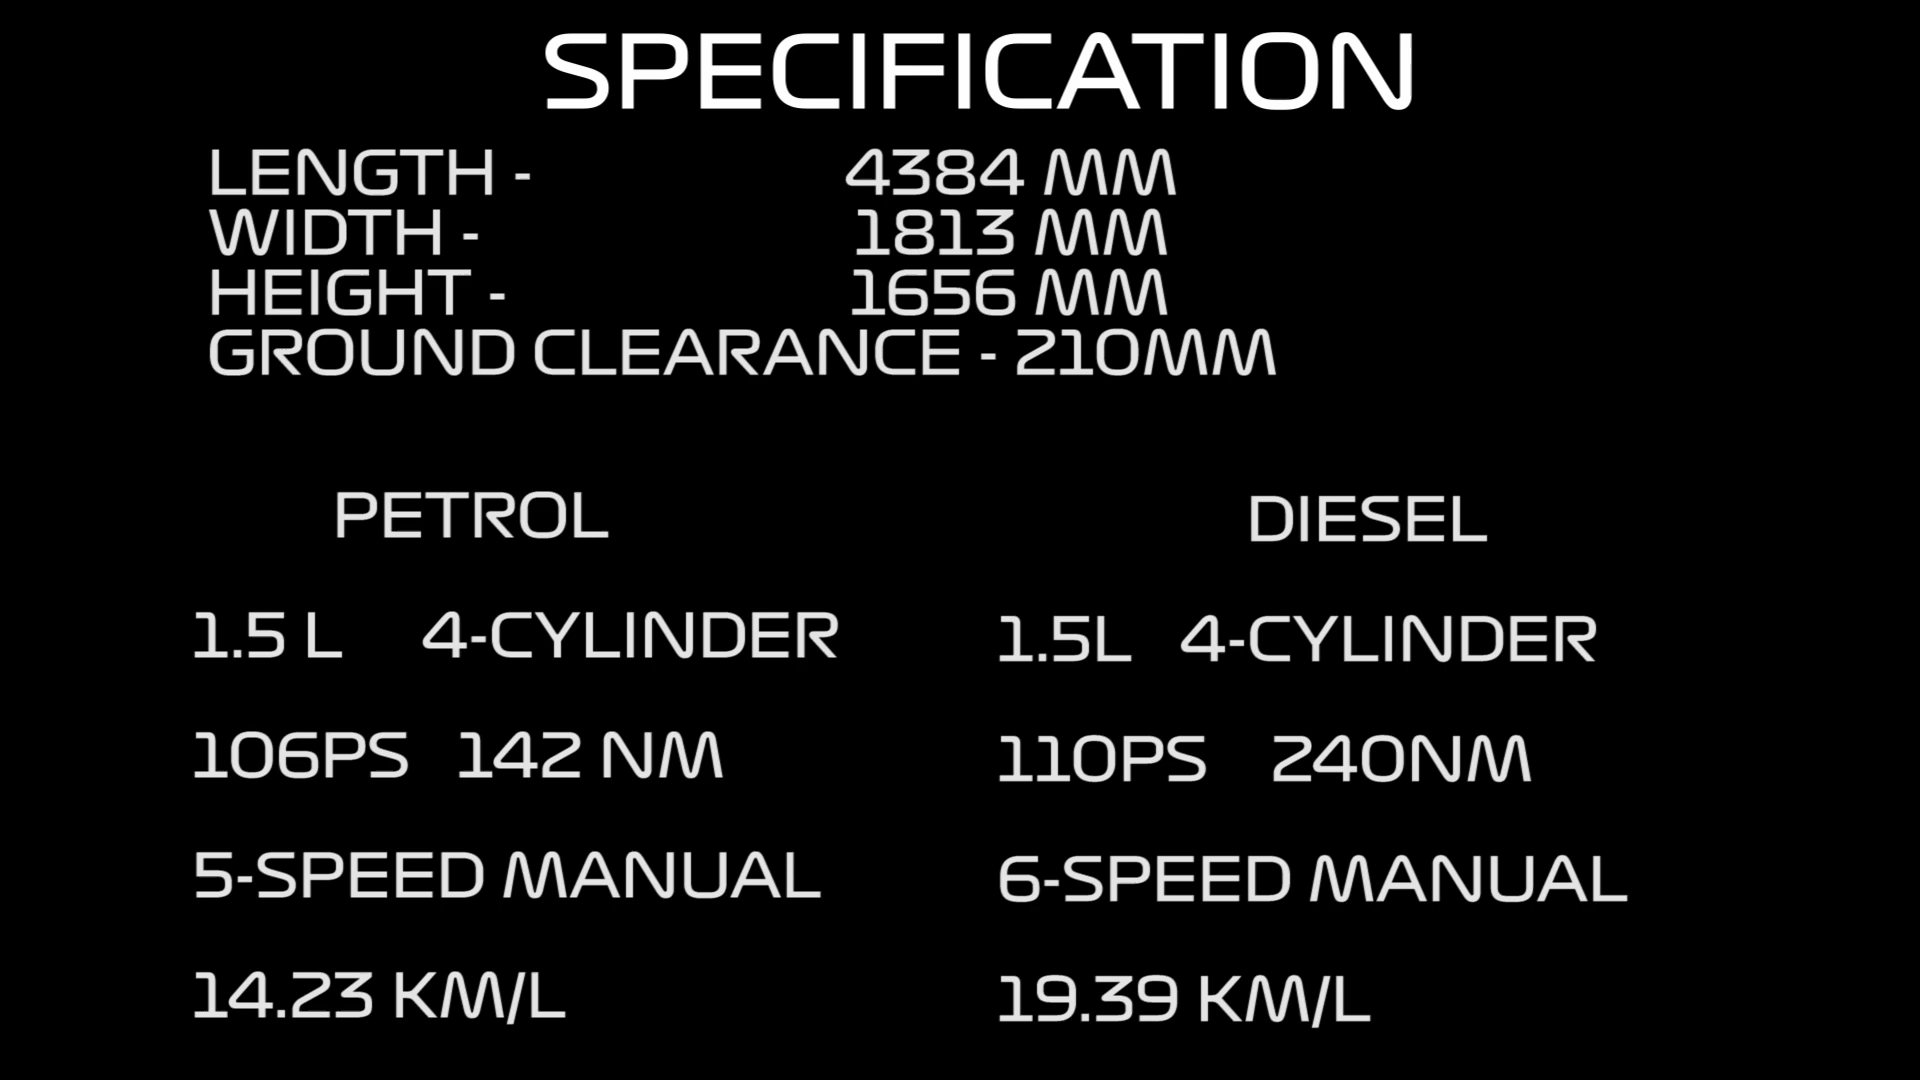 SPECIFICATION
LENGTH - 4384 MM
WIDTH - 1813 MM
HEIGHT - 1656 MM
GROUND CLEARANCE - 210MM
PETROL DIESEL
1.5 L 4-CYLINDER 1.5L 4-CYLINDER
106PS 142 NM 110PS 240NM
5-SPEED MANUAL 6-SPEED MANUAL
14.23 KM/L 19.39 KM/L